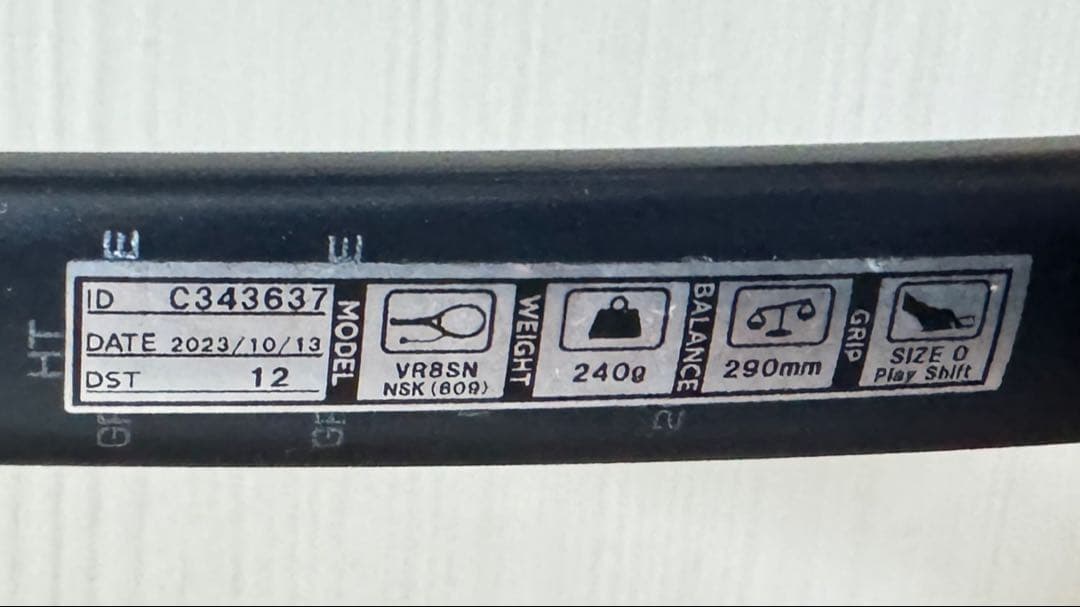 ID C343637
DATE 2023/10/13
DST 12
MODEL
VR8SN
NSK (609)
WEIGHT
240g
BALANCE
290mm
GRIP
SIZE 0
Play Shift